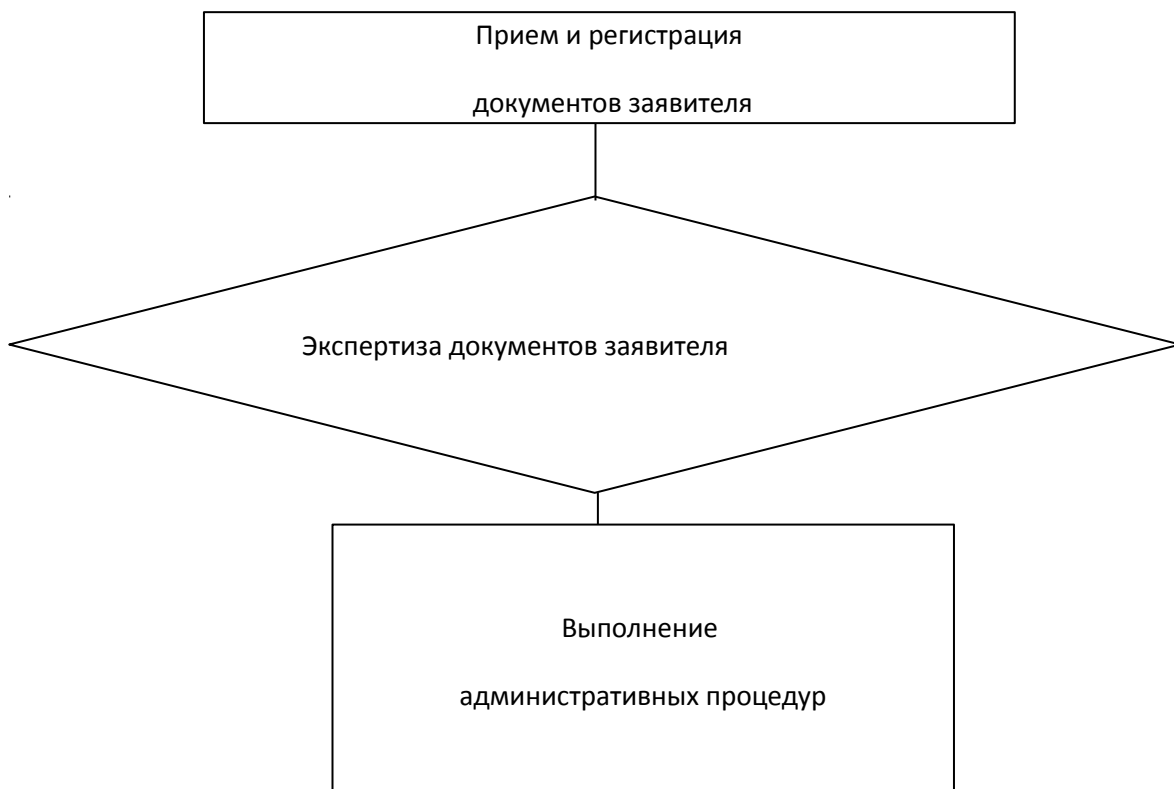 Прием и регистрация
документов заявителя
Экспертиза документов заявителя
Выполнение
административных процедур